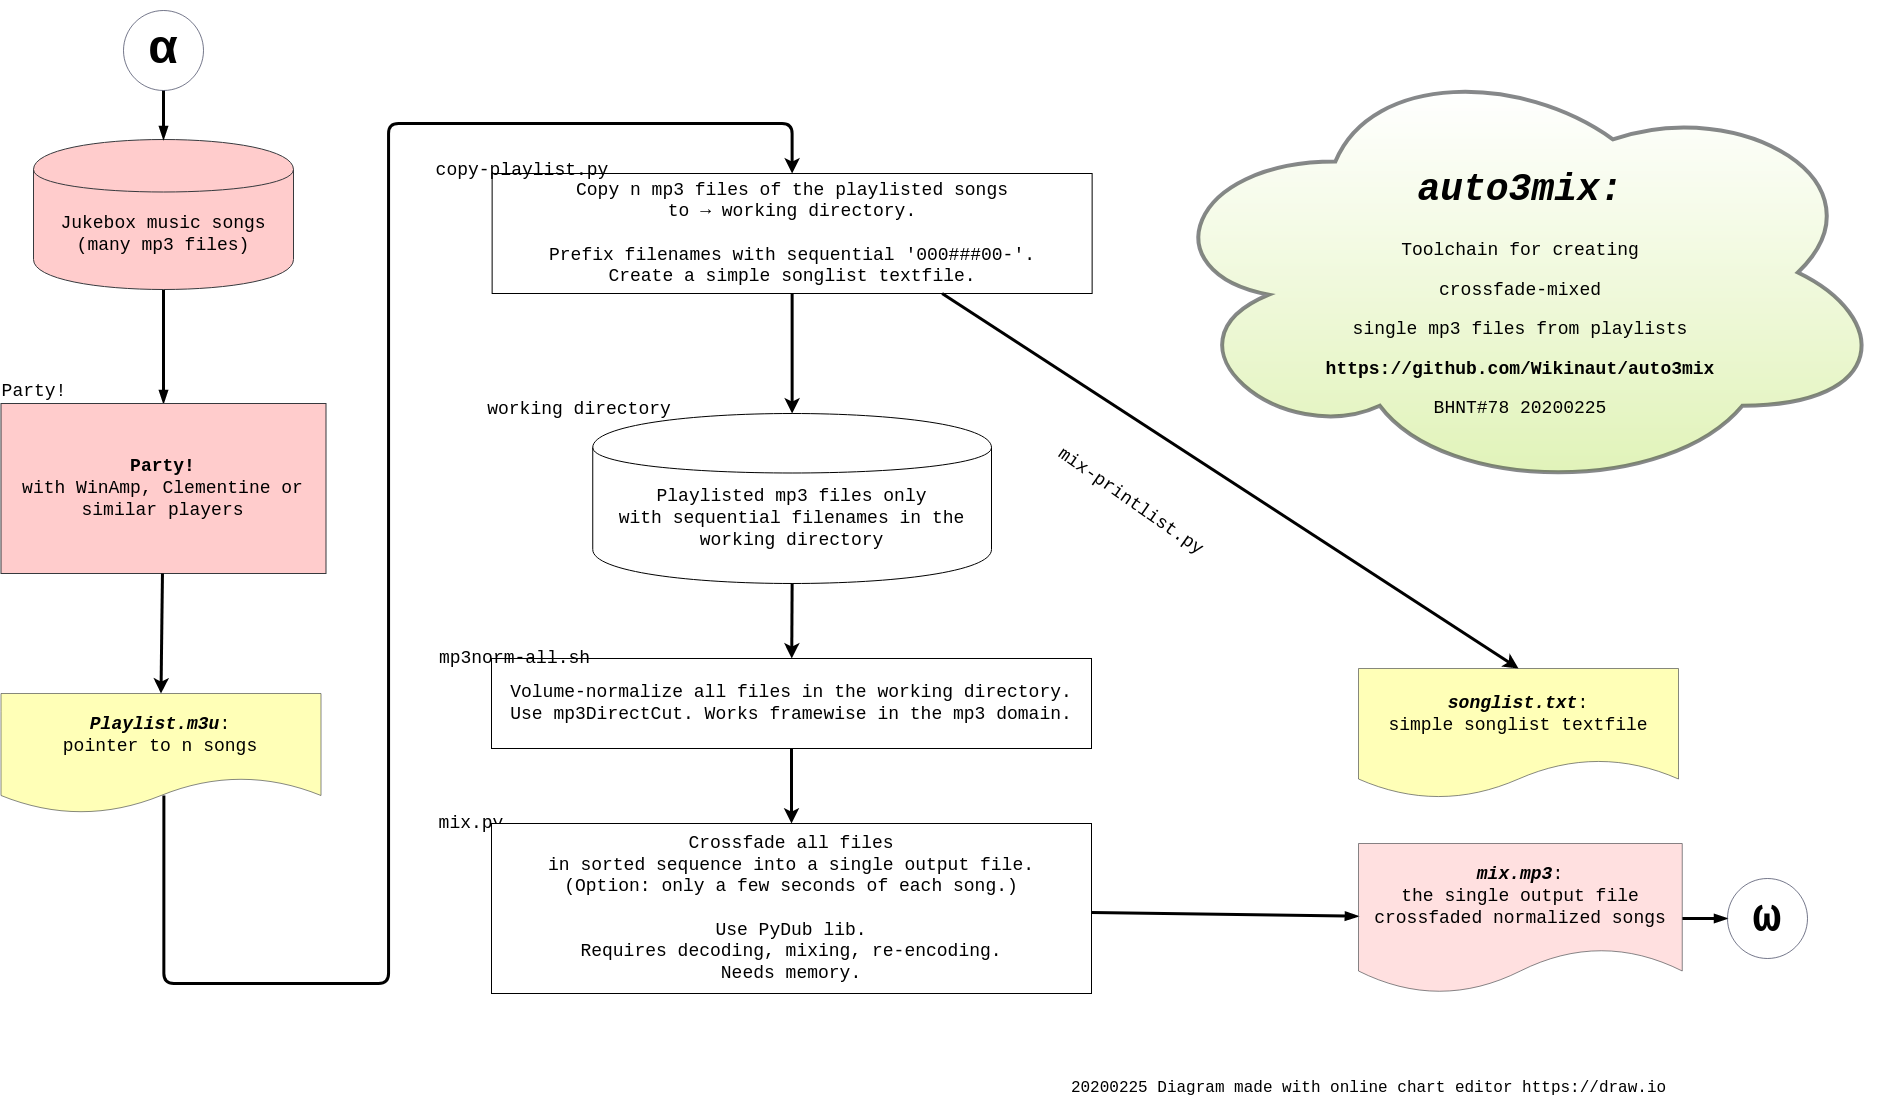 α
Jukebox music songs
(many mp3 files)
Party!
Party!
with WinAmp, Clementine or
similar players
Playlist.m3u:
pointer to n songs
copy-playlist.py
Copy n mp3 files of the playlisted songs
to → working directory.
Prefix filenames with sequential '000###00-'.
Create a simple songlist textfile.
working directory
Playlisted mp3 files only
with sequential filenames in the
working directory
mp3norm-all.sh
Volume-normalize all files in the working directory.
Use mp3DirectCut. Works framewise in the mp3 domain.
mix.py
Crossfade all files
in sorted sequence into a single output file.
(Option: only a few seconds of each song.)
Use PyDub lib.
Requires decoding, mixing, re-encoding.
Needs memory.
auto3mix:
Toolchain for creating
crossfade-mixed
single mp3 files from playlists
https://github.com/Wikinaut/auto3mix
BHNT#78 20200225
mix-printlist.py
songlist.txt:
simple songlist textfile
mix.mp3:
the single output file
crossfaded normalized songs
ω
20200225 Diagram made with online chart editor https://draw.io